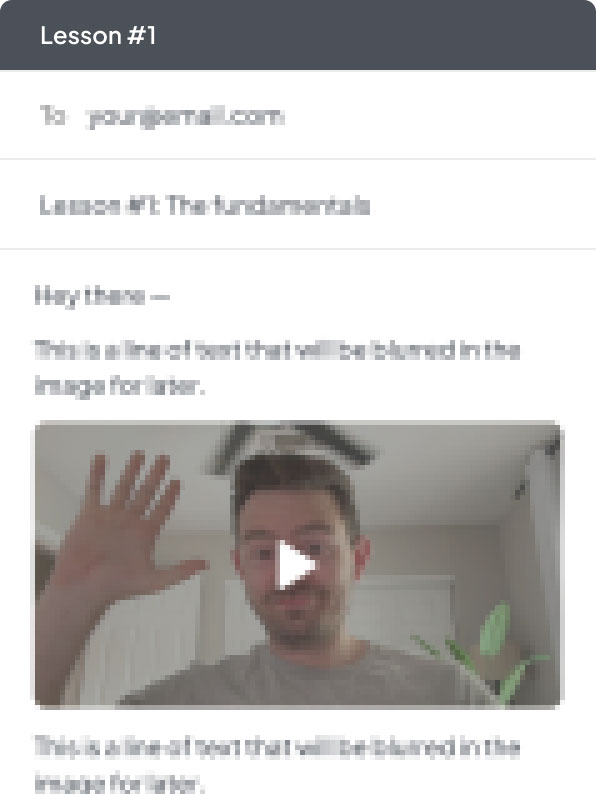 Lesson #1
To your@email.com
Lesson #1: The fundamentals
Hey there —
This is a line of text that will be blurred in the
image for later.
This is a line of text that will be blurred in the
image for later.